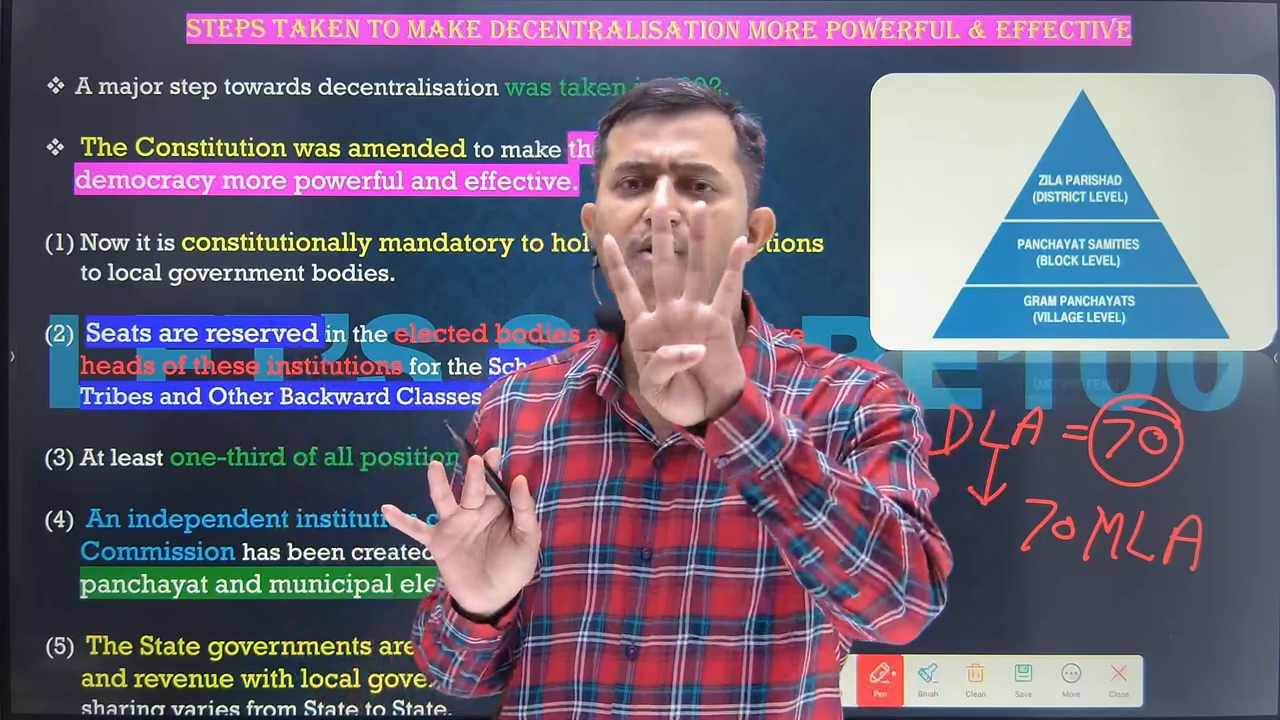 STEPS TAKEN TO MAKE DECENTRALISATION MORE POWERFUL & EFFECTIVE
❖ A major step towards decentralisation was taken
❖ The Constitution was amended to make
democracy more powerful and effective.
(1) Now it is constitutionally mandatory to
to local government bodies.
(2) Seats are reserved in the elected bodies
heads of these institutions for the
Tribes and Other Backward Classes
(3) At least one-third of all position
(4) An independent
Commission has been created
panchayat and municipal
(5) The State governments are
and revenue with local
sharing varies from State to State.
ZILA PARISHAD
(DISTRICT LEVEL)
PANCHAYAT SAMITIES
(BLOCK LEVEL)
GRAM PANCHAYATS
(VILLAGE LEVEL)
DLA = 70
70 MLA
Pen Brush Clean Save More Close